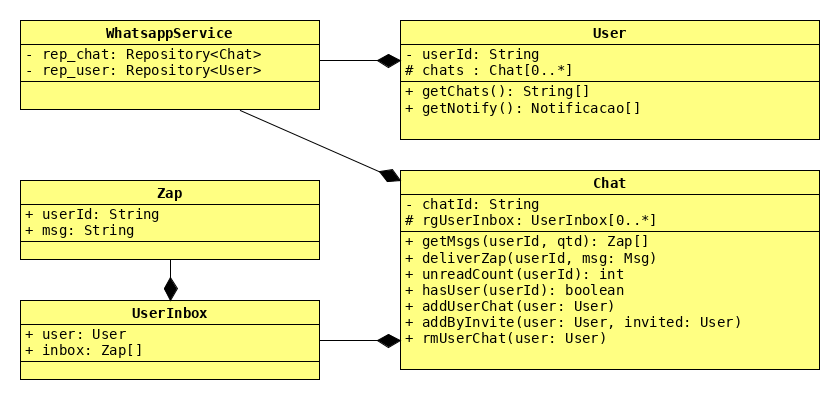 WhatsappService
- rep_chat: Repository<Chat>
- rep_user: Repository<User>
User
- userId: String
# chats : Chat[0..*]
+ getChats(): String[]
+ getNotify(): Notificacao[]
Zap
+ userId: String
+ msg: String
Chat
- chatId: String
# rgUserInbox: UserInbox[0..*]
+ getMsgs(userId, qtd): Zap[]
+ deliverZap(userId, msg: Msg)
+ unreadCount(userId): int
+ hasUser(userId): boolean
+ addUserChat(user: User)
+ addByInvite(user: User, invited: User)
+ rmUserChat(user: User)
UserInbox
+ user: User
+ inbox: Zap[]